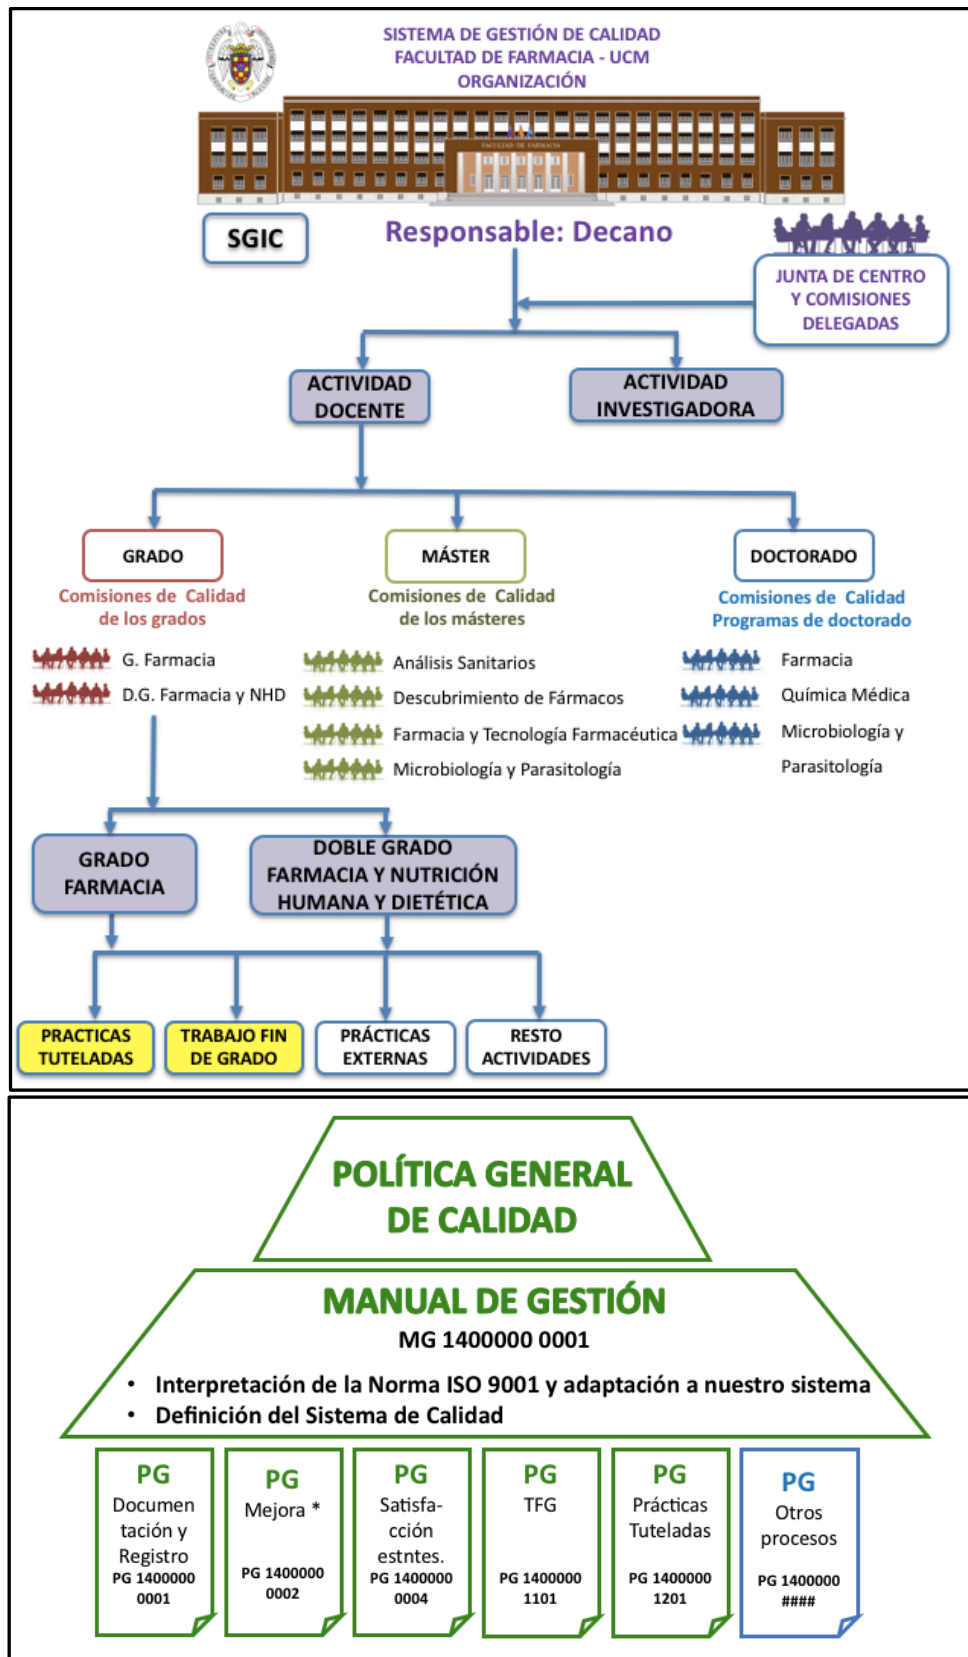 SISTEMA DE GESTIÓN DE CALIDAD
FACULTAD DE FARMACIA - UCM
ORGANIZACIÓN
FACULTAD DE FARMACIA
SGIC
Responsable: Decano
JUNTA DE CENTRO
Y COMISIONES
DELEGADAS
ACTIVIDAD
DOCENTE
ACTIVIDAD
INVESTIGADORA
GRADO
Comisiones de Calidad
de los grados
G. Farmacia
D.G. Farmacia y NHD
MÁSTER
Comisiones de Calidad
de los másteres
Análisis Sanitarios
Descubrimiento de Fármacos
Farmacia y Tecnología Farmacéutica
Microbiología y Parasitología
DOCTORADO
Comisiones de Calidad
Programas de doctorado
Farmacia
Química Médica
Microbiología y
Parasitología
GRADO
FARMACIA
DOBLE GRADO
FARMACIA Y NUTRICIÓN
HUMANA Y DIETÉTICA
PRACTICAS
TUTELADAS
TRABAJO FIN
DE GRADO
PRÁCTICAS
EXTERNAS
RESTO
ACTIVIDADES
POLÍTICA GENERAL
DE CALIDAD
MANUAL DE GESTIÓN
MG 1400000 0001
• Interpretación de la Norma ISO 9001 y adaptación a nuestro sistema
• Definición del Sistema de Calidad
PG
Documen
tación y
Registro
PG 1400000
0001
PG
Mejora *
PG 1400000
0002
PG
Satisfa-
cción
estntes.
PG 1400000
0004
PG
TFG
PG 1400000
1101
PG
Prácticas
Tuteladas
PG 1400000
1201
PG
Otros
procesos
PG 1400000
####